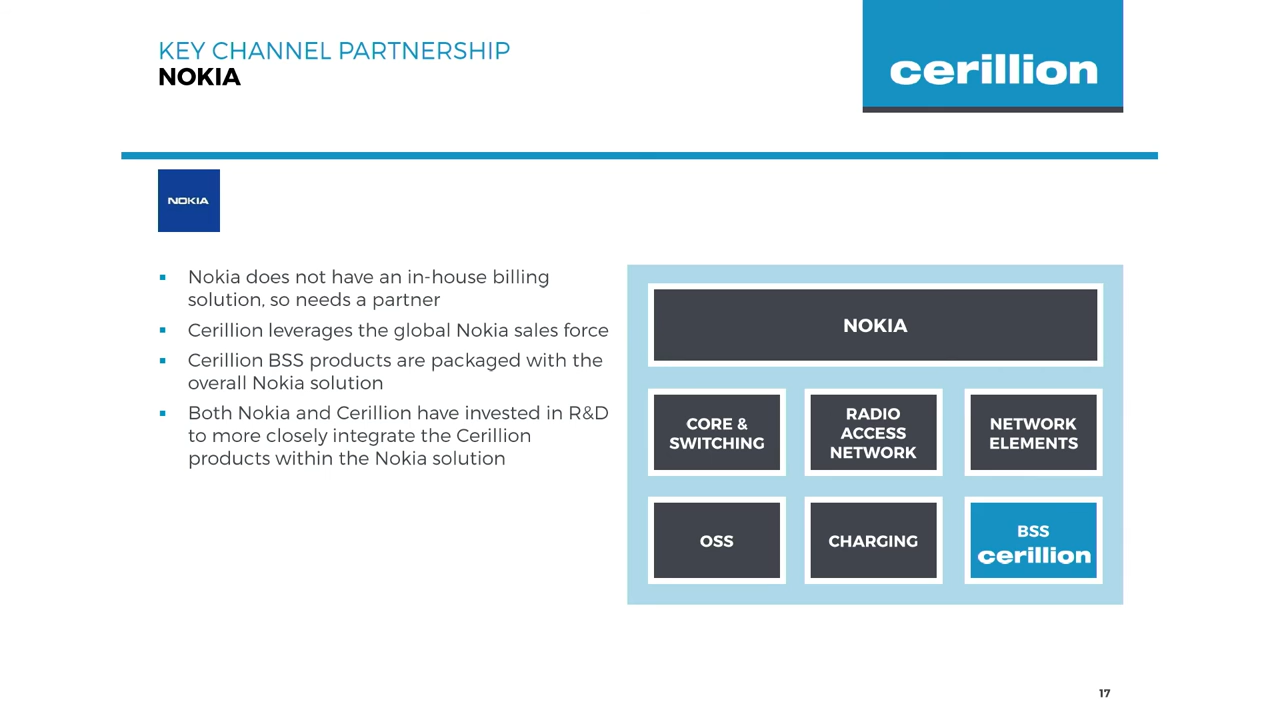 KEY CHANNEL PARTNERSHIP
NOKIA
cerillion
NOKIA
▪ Nokia does not have an in-house billing
solution, so needs a partner
▪ Cerillion leverages the global Nokia sales force
▪ Cerillion BSS products are packaged with the
overall Nokia solution
▪ Both Nokia and Cerillion have invested in R&D
to more closely integrate the Cerillion
products within the Nokia solution
NOKIA
CORE &
SWITCHING
RADIO
ACCESS
NETWORK
NETWORK
ELEMENTS
OSS
CHARGING
BSS
cerillion
17